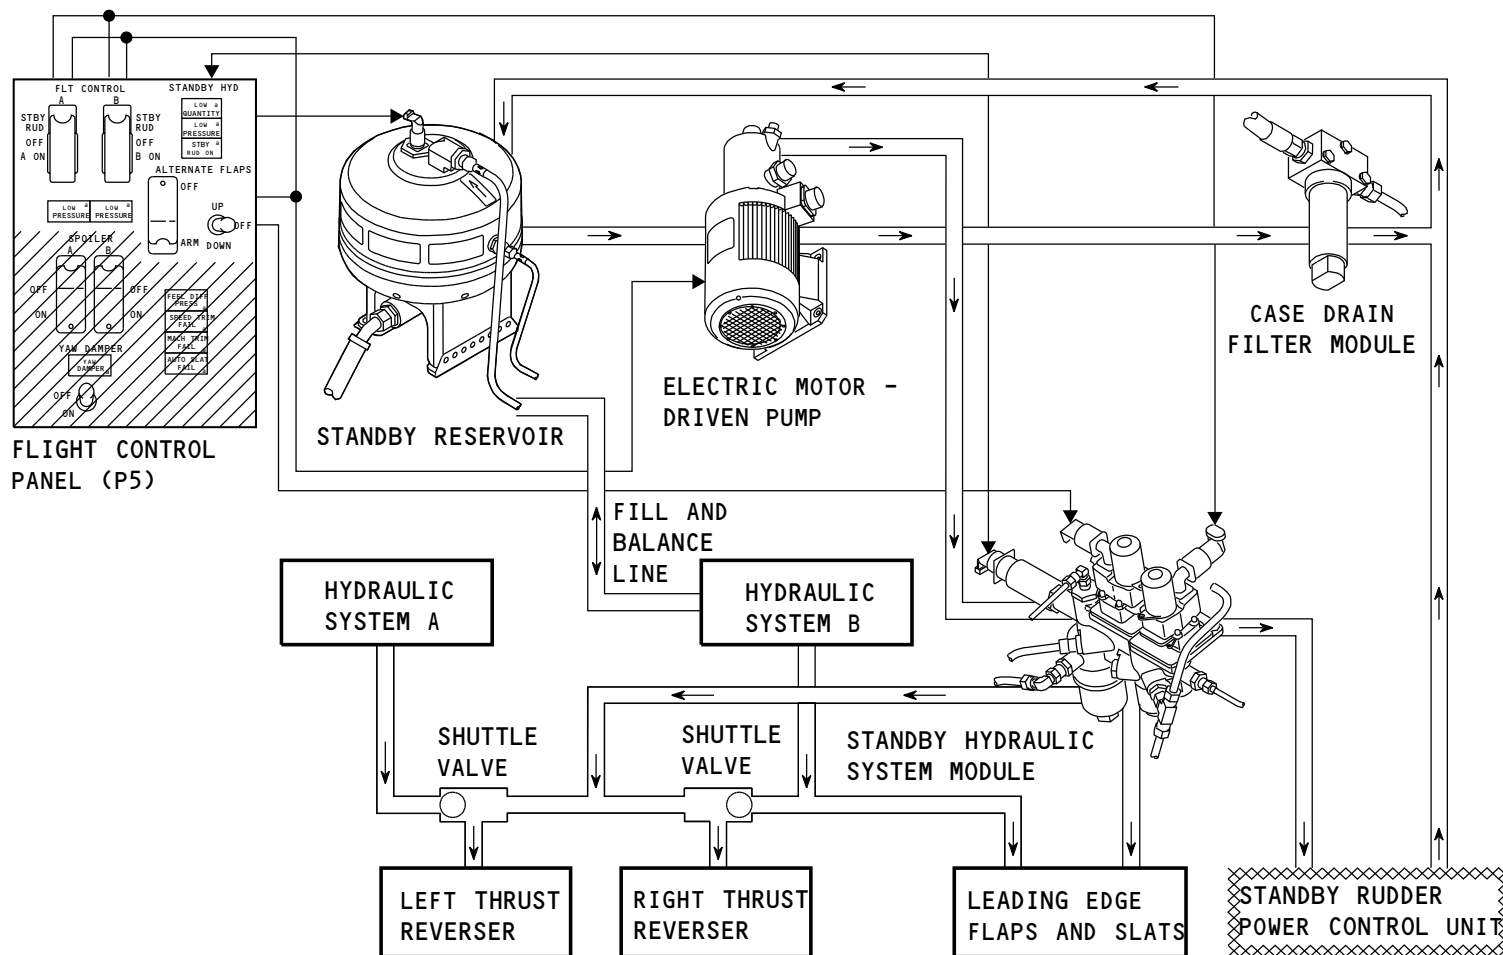 FLT CONTROL
A
B
STBY
RUD
OFF
A ON
STBY
RUD
OFF
B ON
STANDBY HYD
LOW
QUANTITY
LOW
PRESSURE
STBY
RUD ON
ALTERNATE FLAPS
OFF
ARM
UP
OFF
DOWN
LOW
PRESSURE
LOW
PRESSURE
SPOILER
A
B
OFF
ON
OFF
ON
FEEL DIFF
PRESS
SPEED TRIM
FAIL
MACH TRIM
FAIL
AUTO SLAT
FAIL
YAW DAMPER
YAW
DAMPER
OFF
ON
FLIGHT CONTROL
PANEL (P5)
STANDBY RESERVOIR
ELECTRIC MOTOR -
DRIVEN PUMP
CASE DRAIN
FILTER MODULE
FILL AND
BALANCE
LINE
HYDRAULIC
SYSTEM A
HYDRAULIC
SYSTEM B
SHUTTLE
VALVE
SHUTTLE
VALVE
STANDBY HYDRAULIC
SYSTEM MODULE
LEFT THRUST
REVERSER
RIGHT THRUST
REVERSER
LEADING EDGE
FLAPS AND SLATS
STANDBY RUDDER
POWER CONTROL UNIT